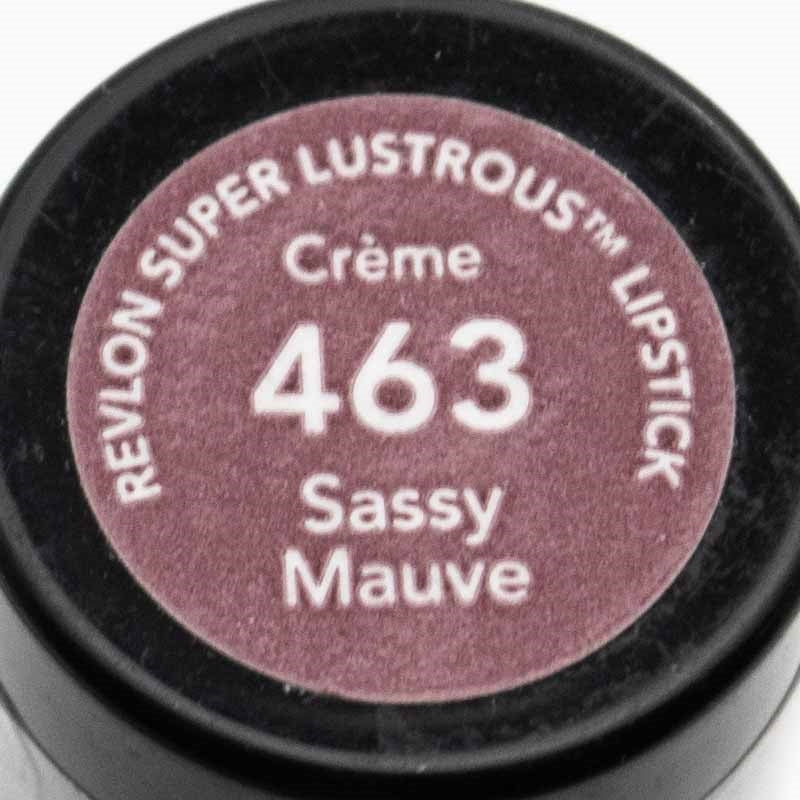 REVLON SUPER LUSTROUS™ LIPSTICK
Crème
463
Sassy
Mauve